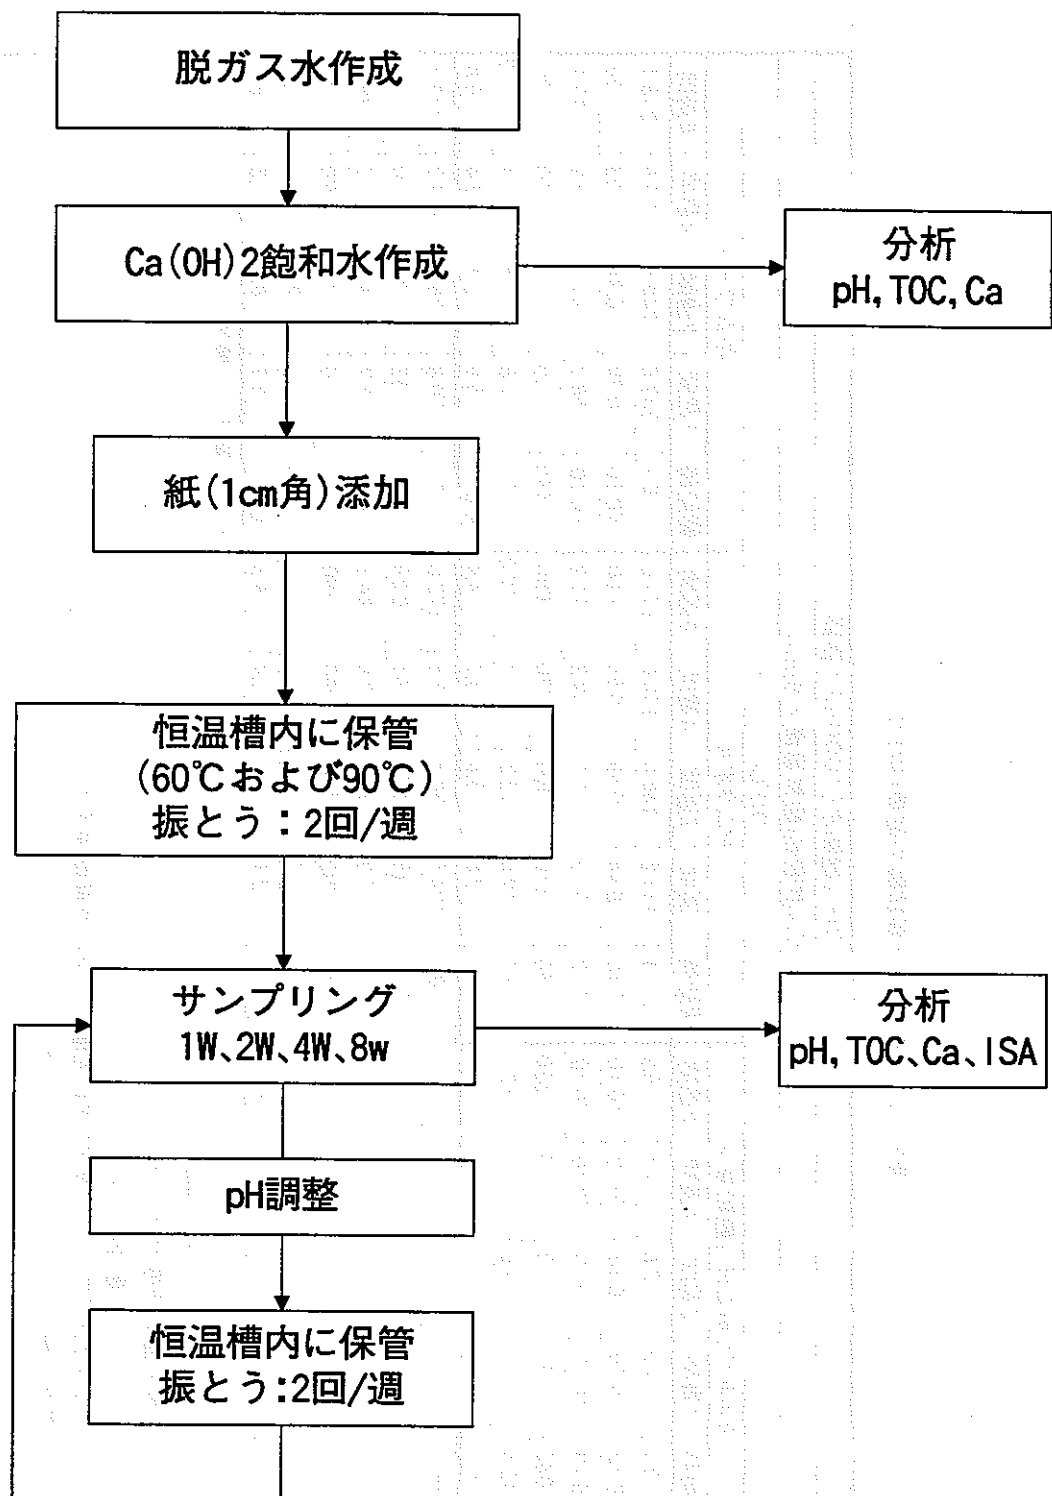 脱ガス水作成
Ca(OH)2飽和水作成
分析
pH, TOC, Ca
紙(1cm角)添加
恒温槽内に保管
(60℃および90℃)
振とう：2回/週
サンプリング
1W、2W、4W、8w
分析
pH, TOC、Ca、ISA
pH調整
恒温槽内に保管
振とう:2回/週